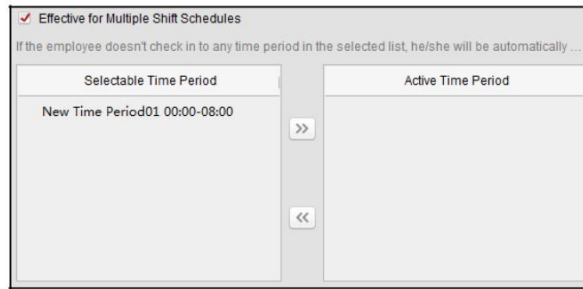 Effective for Multiple Shift Schedules
If the employee doesn't check in to any time period in the selected list, he/she will be automatically ...
Selectable Time Period
Active Time Period
New Time Period01 00:00-08:00
>>
<<